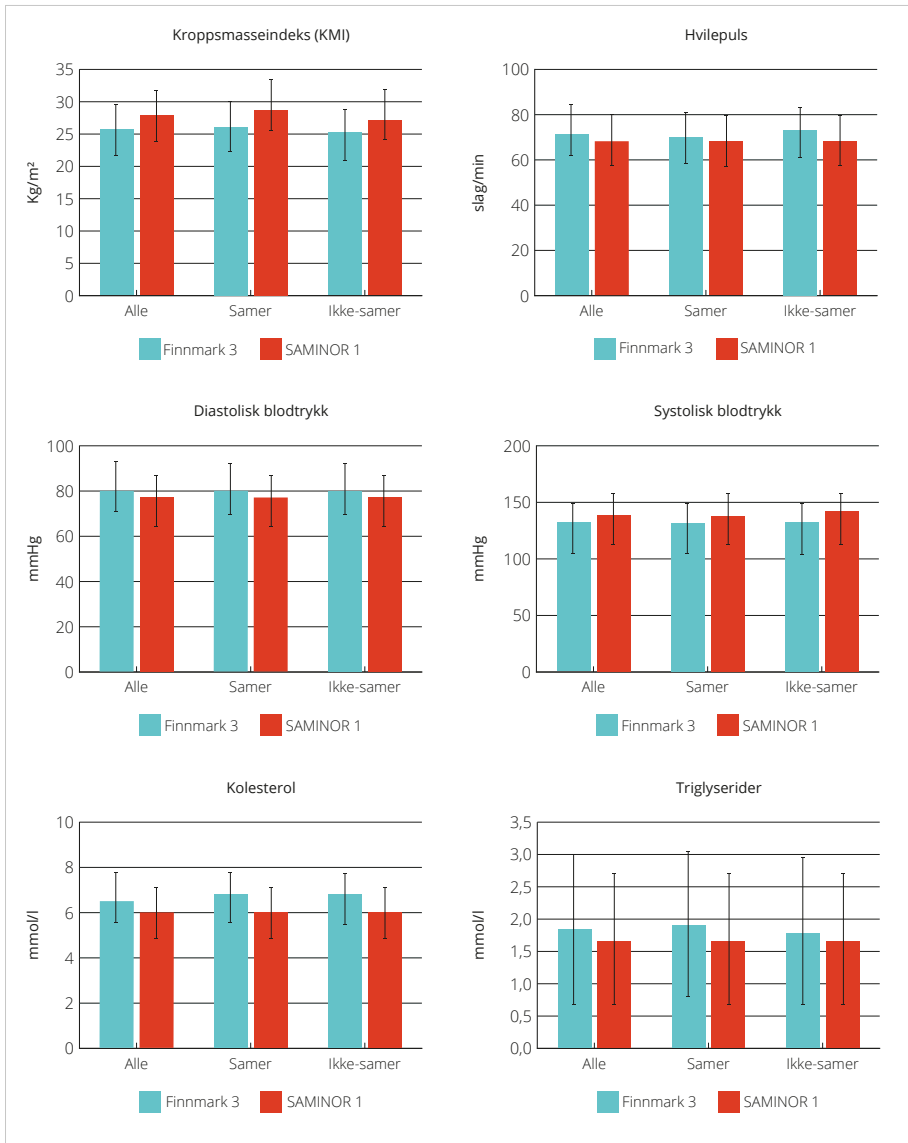 Kroppsmasseindeks (KMI)
35
30
25
20
15
10
5
0
Kg/m²
Alle
Samer
Ikke-samer
Finnmark 3
SAMINOR 1
Hvilepuls
100
80
60
40
20
0
slag/min
Alle
Samer
Ikke-samer
Finnmark 3
SAMINOR 1
Diastolisk blodtrykk
100
80
60
40
20
0
mmHg
Alle
Samer
Ikke-samer
Finnmark 3
SAMINOR 1
Systolisk blodtrykk
200
150
100
50
0
mmHg
Alle
Samer
Ikke-samer
Finnmark 3
SAMINOR 1
Kolesterol
10
8
6
4
2
0
mmol/l
Alle
Samer
Ikke-samer
Finnmark 3
SAMINOR 1
Triglyserider
3,5
3,0
2,5
2,0
1,5
1,0
0,5
0,0
mmol/l
Alle
Samer
Ikke-samer
Finnmark 3
SAMINOR 1